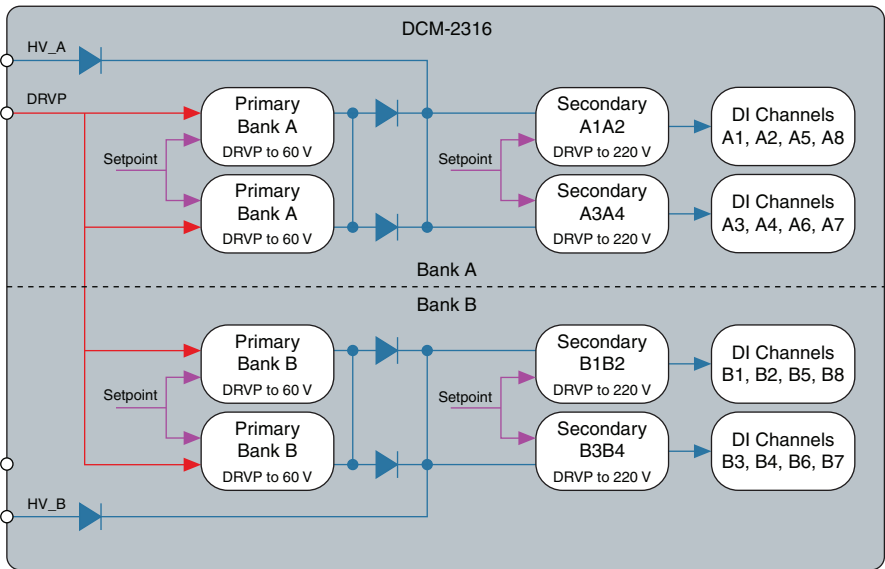 DCM-2316
HV_A
DRVP
Primary
Bank A
DRVP to 60 V
Setpoint
Primary
Bank A
DRVP to 60 V
Secondary
A1A2
DRVP to 220 V
Setpoint
Secondary
A3A4
DRVP to 220 V
DI Channels
A1, A2, A5, A8
DI Channels
A3, A4, A6, A7
Bank A
Bank B
Primary
Bank B
DRVP to 60 V
Setpoint
Primary
Bank B
DRVP to 60 V
Secondary
B1B2
DRVP to 220 V
Setpoint
Secondary
B3B4
DRVP to 220 V
DI Channels
B1, B2, B5, B8
DI Channels
B3, B4, B6, B7
HV_B